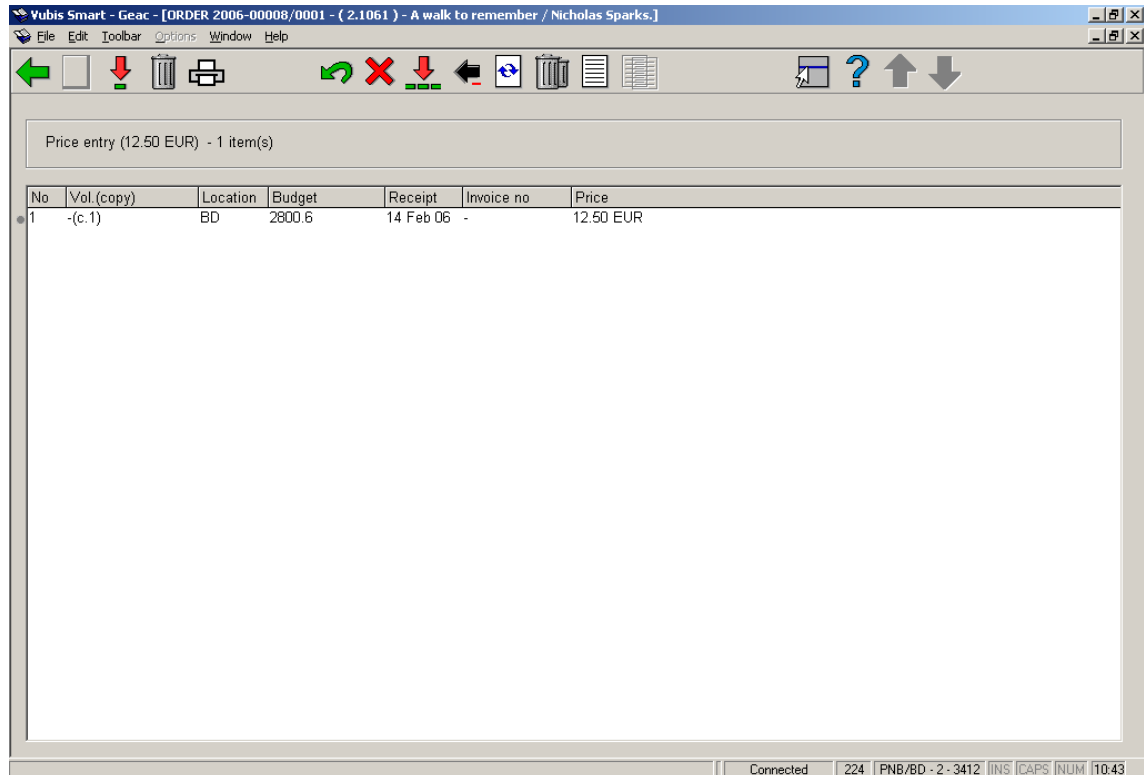 Vubis Smart - Geac - [ORDER 2006-00008/0001 - ( 2.1061 ) - A walk to remember / Nicholas Sparks.]
File Edit Toolbar Options Window Help
Price entry (12.50 EUR) - 1 item(s)
No Vol.(copy) Location Budget Receipt Invoice no Price
1 -(c.1) BD 2800.6 14 Feb 06 - 12.50 EUR
Connected 224 PNB/BD - 2 - 3412 INS CAPS NUM 10:43